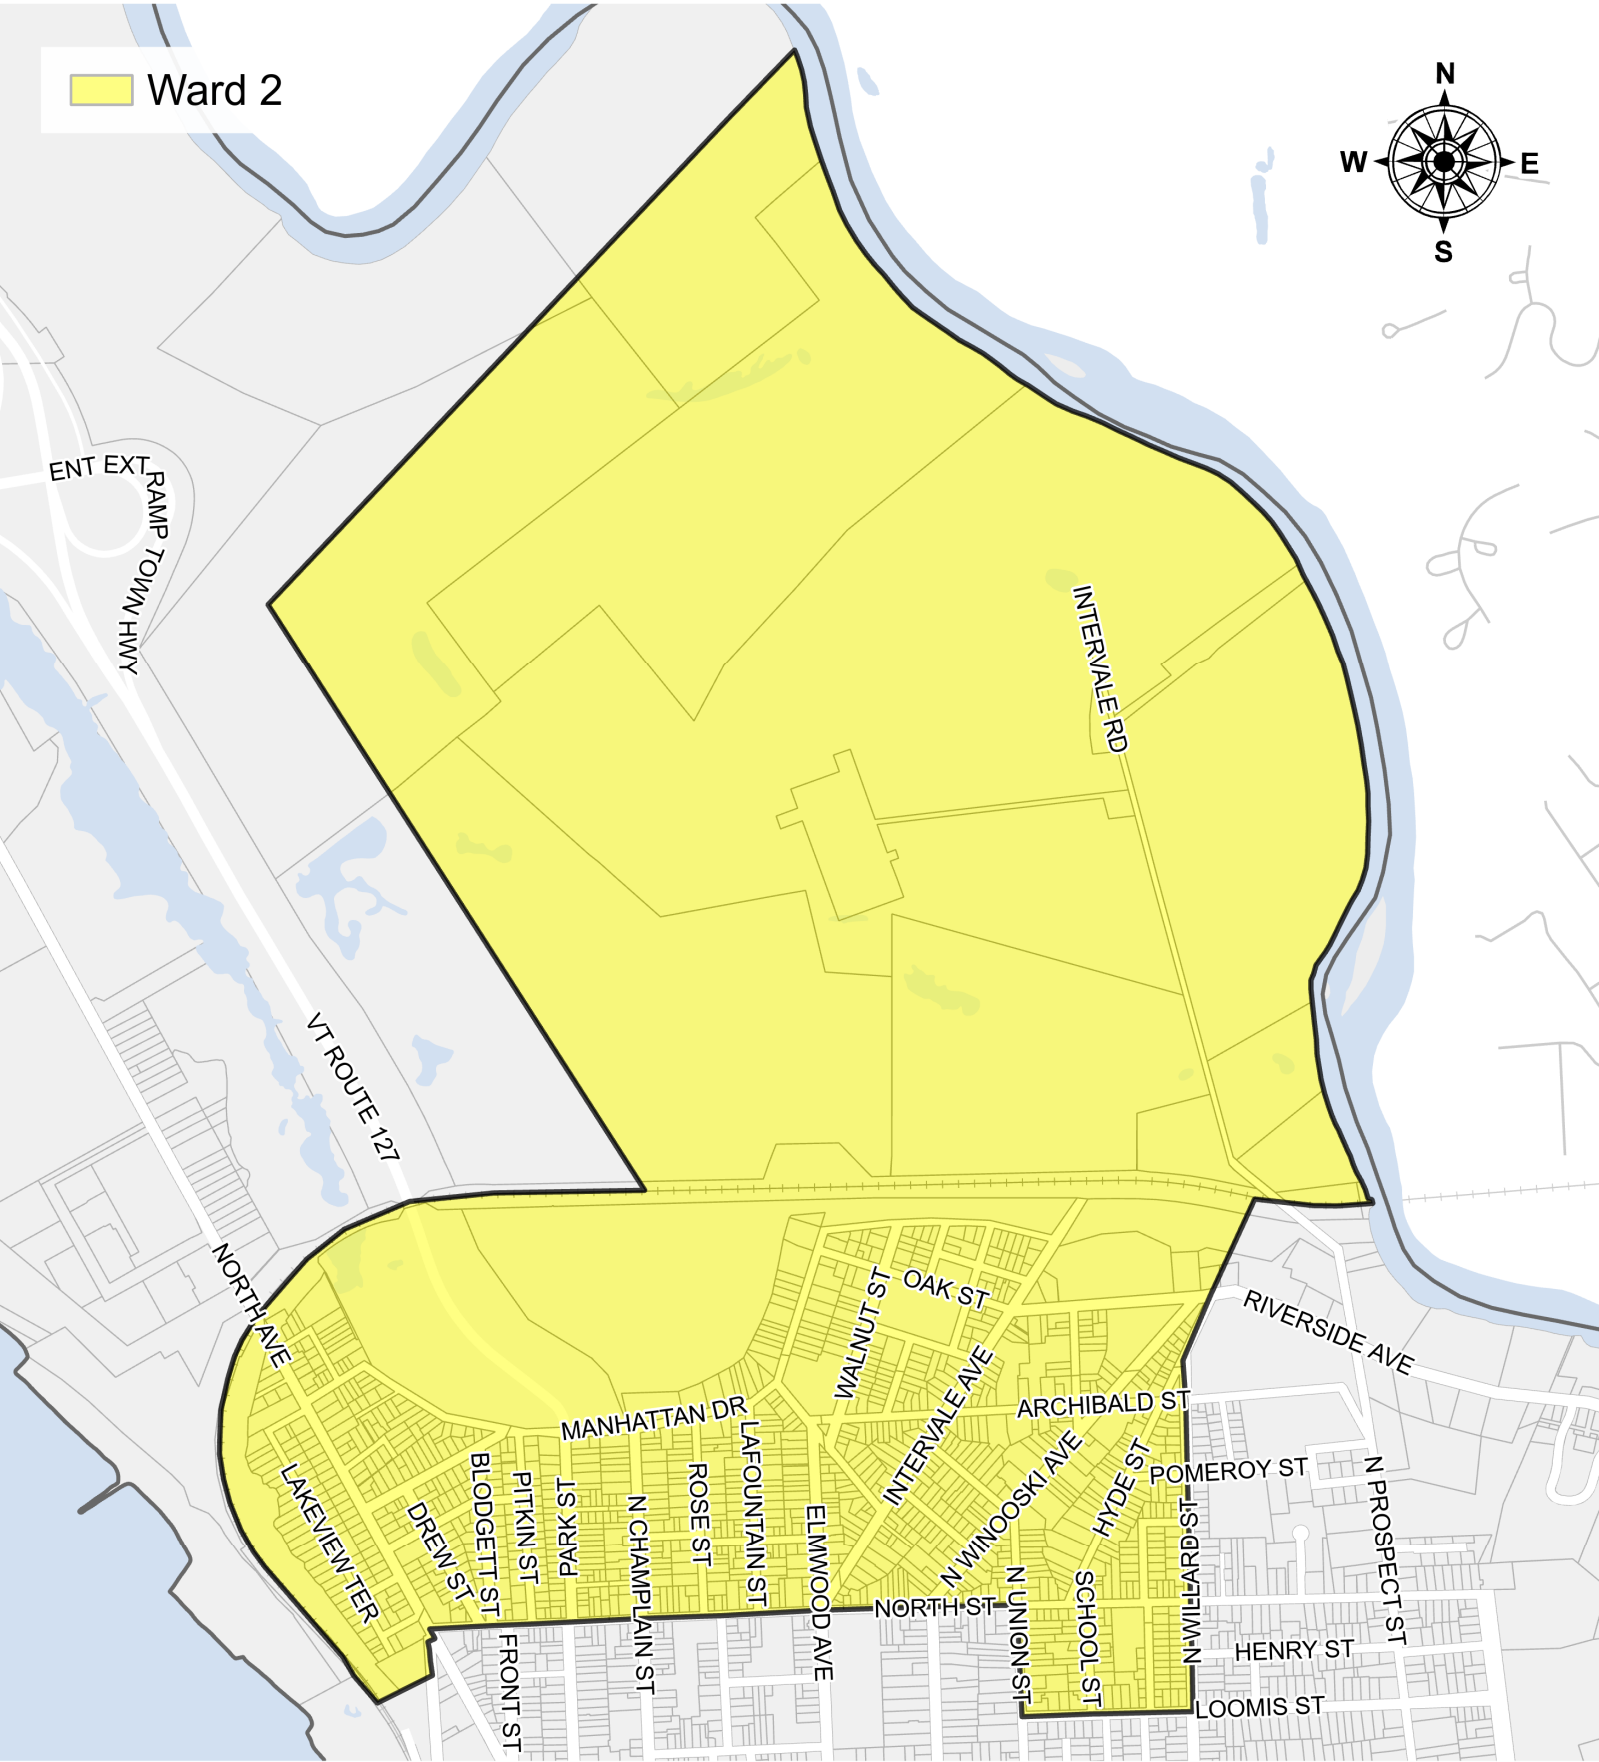 Ward 2
N
W
E
S
ENT EXT
RAMP TOWN HWY
INTERVALE RD
VT ROUTE 127
NORTH AVE
OAK ST
WALNUT ST
RIVERSIDE AVE
INTERVALE AVE
MANHATTAN DR
ARCHIBALD ST
LAFOUNTAIN ST
N WINOOSKI AVE
HYDE ST
POMEROY ST
LAKEVIEW TER
DREW ST
BLODGETT ST
PITKIN ST
PARK ST
N CHAMPLAIN ST
ROSE ST
ELMWOOD AVE
N PROSPECT ST
N WILLARD ST
NORTH ST
N UNION ST
SCHOOL ST
FRONT ST
HENRY ST
LOOMIS ST